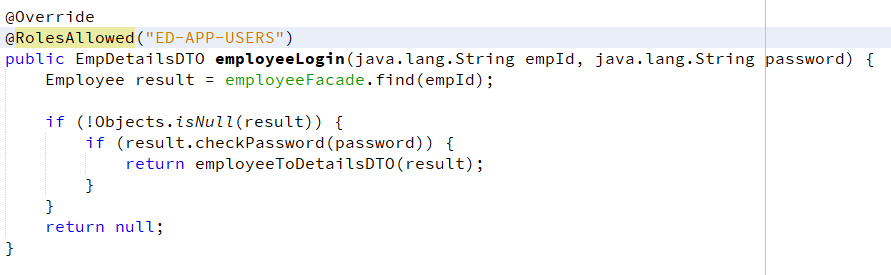 @Override
@RolesAllowed("ED-APP-USERS")
public EmpDetailsDTO employeeLogin(java.lang.String empId, java.lang.String password) {
    Employee result = employeeFacade.find(empId);

    if (!Objects.isNull(result)) {
        if (result.checkPassword(password)) {
            return employeeToDetailsDTO(result);
        }
    }
    return null;
}